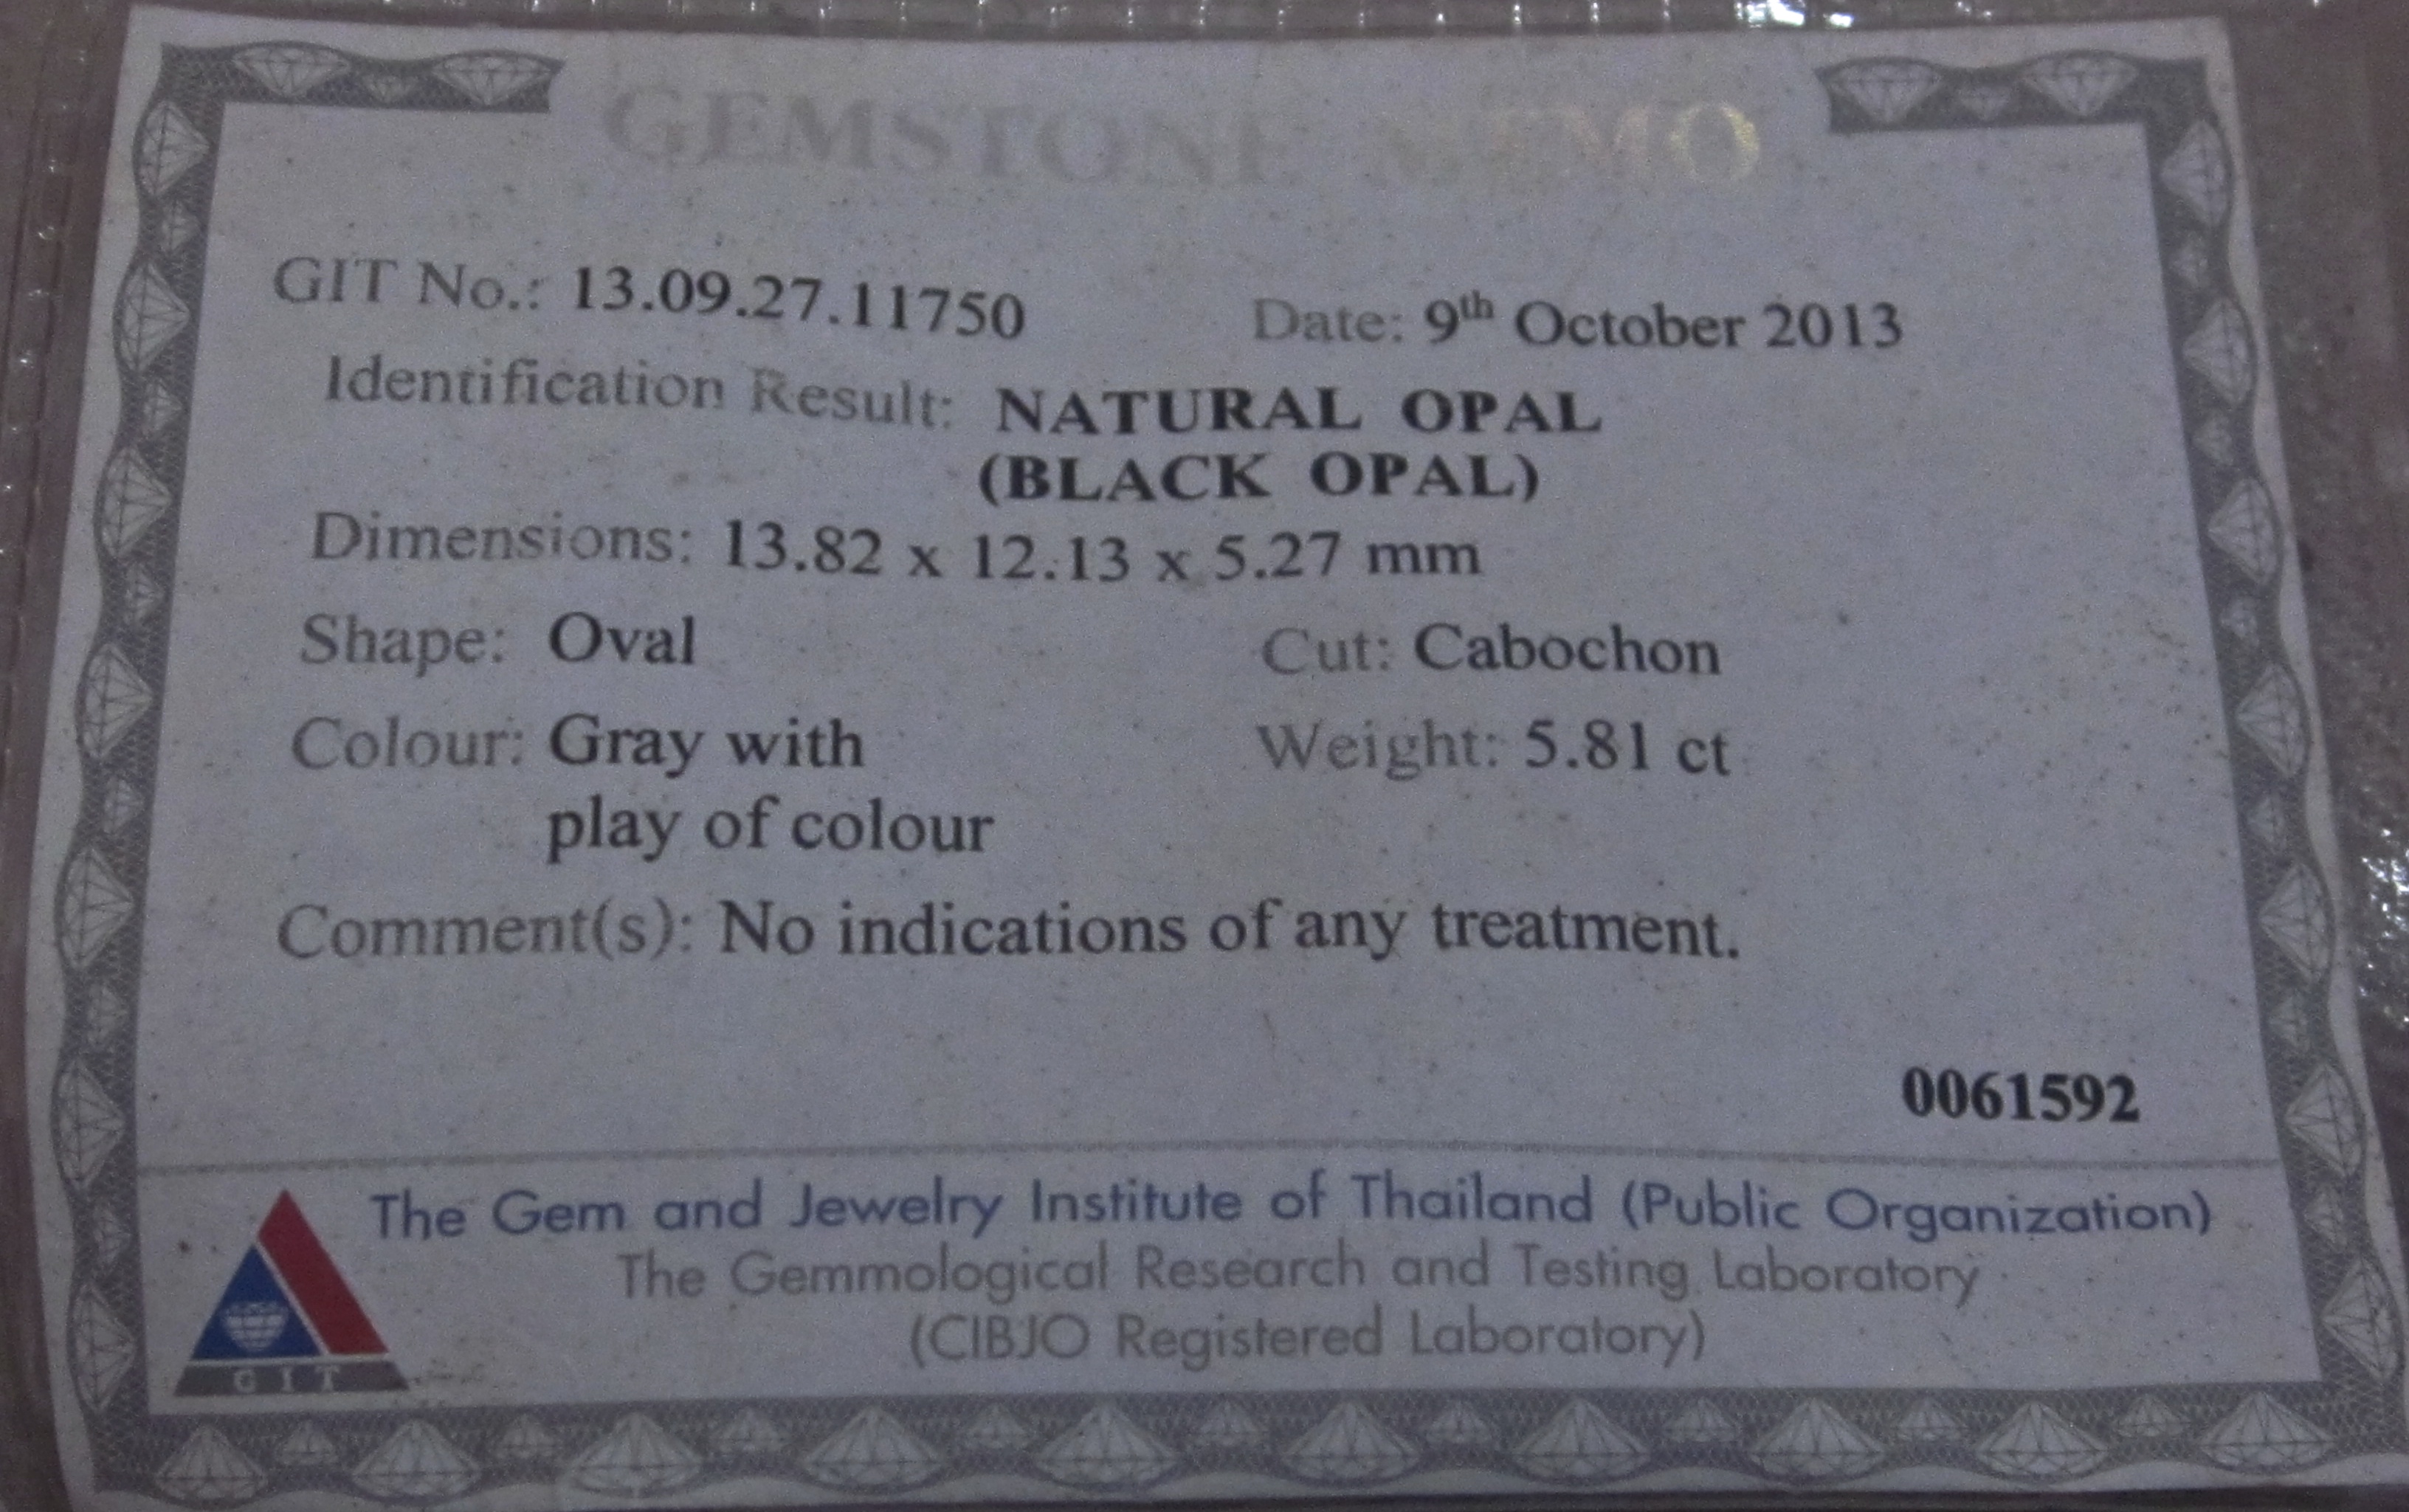 GEMSTONE MEMO
GIT No.: 13.09.27.11750 Date: 9th October 2013
Identification Result: NATURAL OPAL
(BLACK OPAL)
Dimensions: 13.82 x 12.13 x 5.27 mm
Shape: Oval Cut: Cabochon
Colour: Gray with Weight: 5.81 ct
play of colour
Comment(s): No indications of any treatment.
0061592
The Gem and Jewelry Institute of Thailand (Public Organization)
The Gemmological Research and Testing Laboratory
(CIBJO Registered Laboratory)
GIT